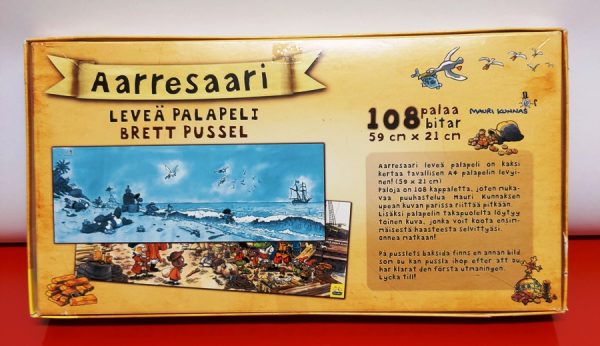 Aarresaari
LEVEÄ PALAPELI
BRETT PUSSEL
108 palaa
bitar
59 cm x 21 cm
MAURI KUNNAS
Aarresaari leveä palapeli on kaksi
kertaa tavallisen A4 palapelin levyi-
nen! (59 x 21 cm)
Paloja on 108 kappaletta, joten muka-
vaa puuhastelua Mauri Kunnaksen
upean kuvan parissa riittää pitkään.
Lisäksi palapelin takapuolelta löytyy
toinen kuva, jonka voit koota ensim-
mäisestä haasteesta selvittyäsi.
Onnea matkaan!
På pusslets baksida finns en annan bild
som du kan pussla ihop efter att du
har klarat den första utmaningen.
Lycka till!